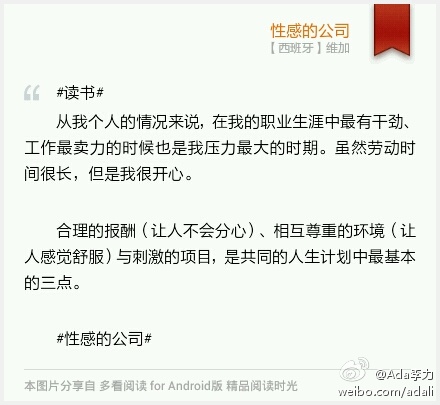 性感的公司
【西班牙】维加
#读书#
从我个人的情况来说，在我的职业生涯中最有干劲、
工作最卖力的时候也是我压力最大的时期。虽然劳动时
间很长，但是我很开心。
合理的报酬（让人不会分心）、相互尊重的环境（让
人感觉舒服）与刺激的项目，是共同的人生计划中最基本
的三点。
#性感的公司#
本图片分享自 多看阅读 for Android版 精品阅读时光
@Ada李力
weibo.com/adali